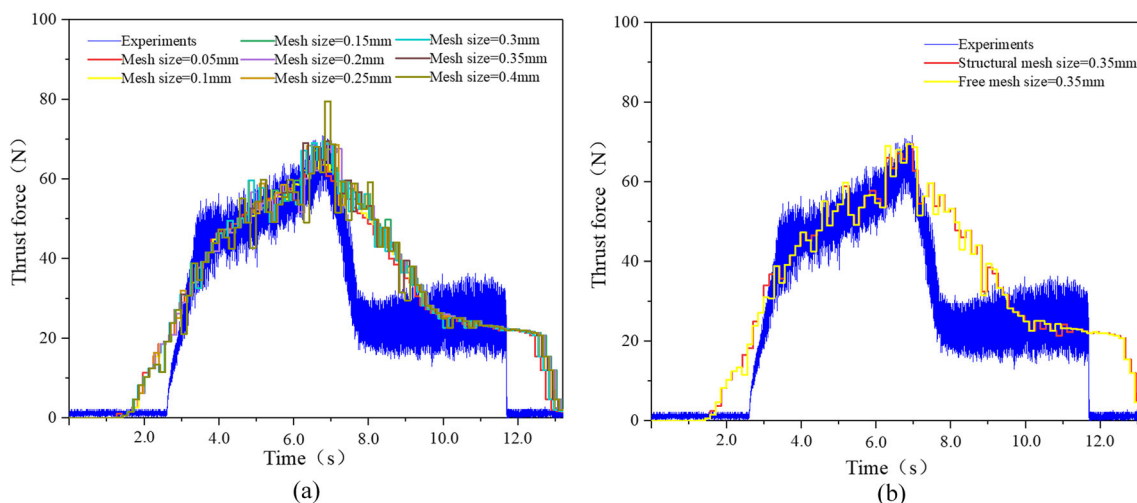 100
80
60
40
20
0
Thrust force（N）
Experiments
Mesh size=0.05mm
Mesh size=0.1mm
Mesh size=0.15mm
Mesh size=0.2mm
Mesh size=0.25mm
Mesh size=0.3mm
Mesh size=0.35mm
Mesh size=0.4mm
2.0 4.0 6.0 8.0 10.0 12.0
Time（s）
(a)
100
80
60
40
20
0
Thrust force（N）
Experiments
Structural mesh size=0.35mm
Free mesh size=0.35mm
2.0 4.0 6.0 8.0 10.0 12.0
Time（s）
(b)